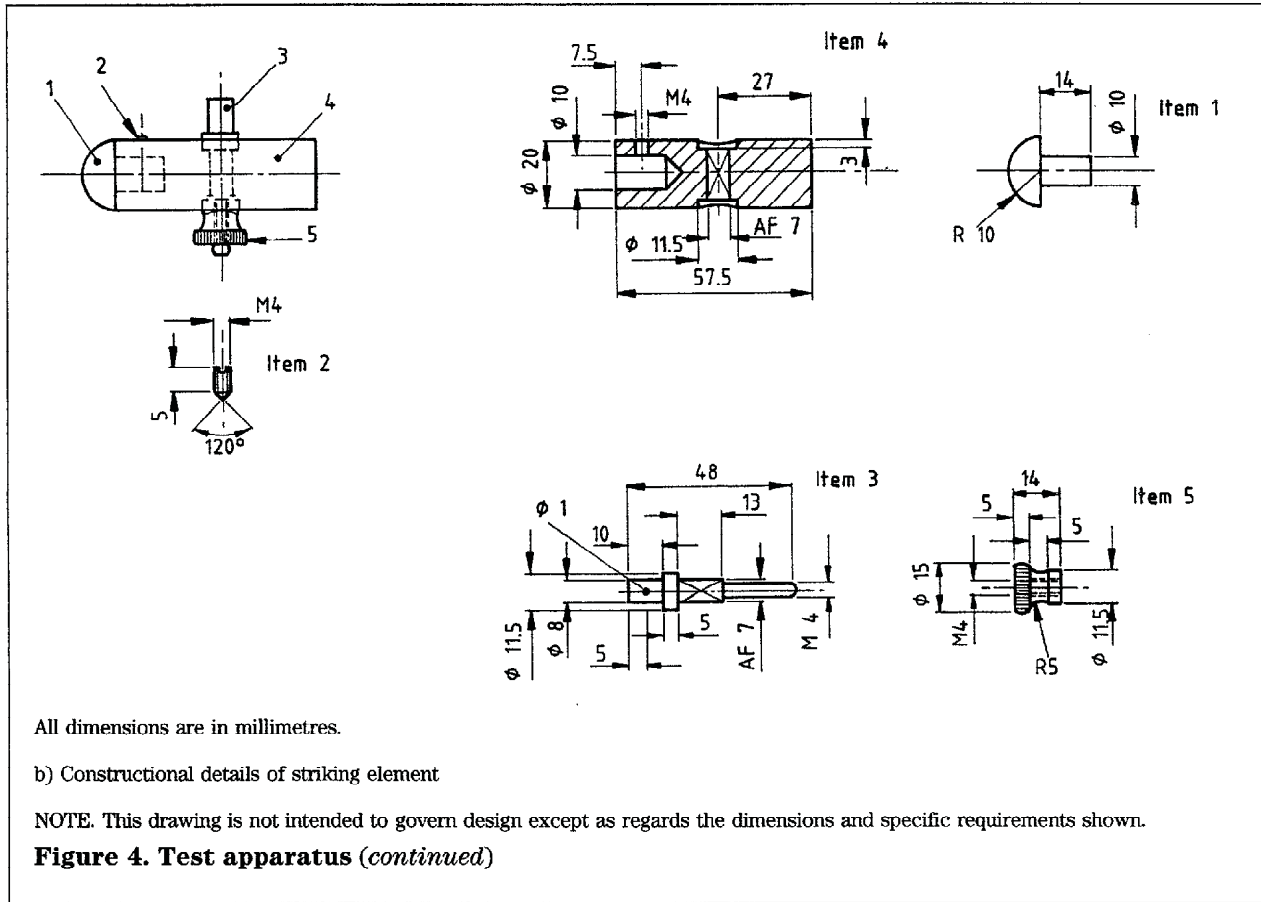 1
2
3
4
5
M4
Item 2
5
120°
Item 4
7.5
M4
27
ϕ 10
ϕ 20
3
AF 7
ϕ 11.5
57.5
14
ϕ 10
Item 1
R 10
48
Item 3
ϕ 1
13
10
ϕ 11.5
ϕ 8
5
5
AF 7
M 4
14
Item 5
5
5
ϕ 15
M4
R5
ϕ 11.5
All dimensions are in millimetres.
b) Constructional details of striking element
NOTE. This drawing is not intended to govern design except as regards the dimensions and specific requirements shown.
Figure 4. Test apparatus (continued)